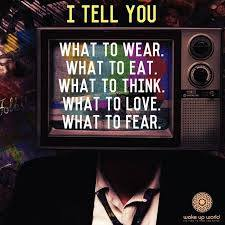 I TELL YOU
WHAT TO WEAR.
WHAT TO EAT.
WHAT TO THINK.
WHAT TO LOVE.
WHAT TO FEAR.
wake up world